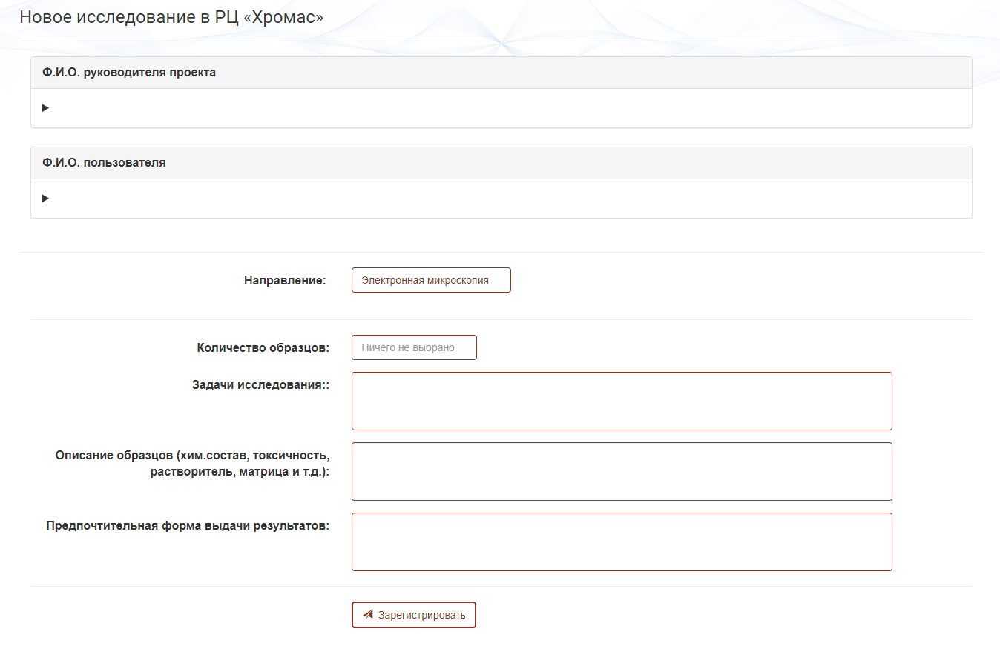 Новое исследование в РЦ «Хромас»
Ф.И.О. руководителя проекта
Ф.И.О. пользователя
Направление:
Электронная микроскопия
Количество образцов:
Ничего не выбрано
Задачи исследования::
Описание образцов (хим.состав, токсичность,
растворитель, матрица и т.д.):
Предпочтительная форма выдачи результатов:
Зарегистрировать